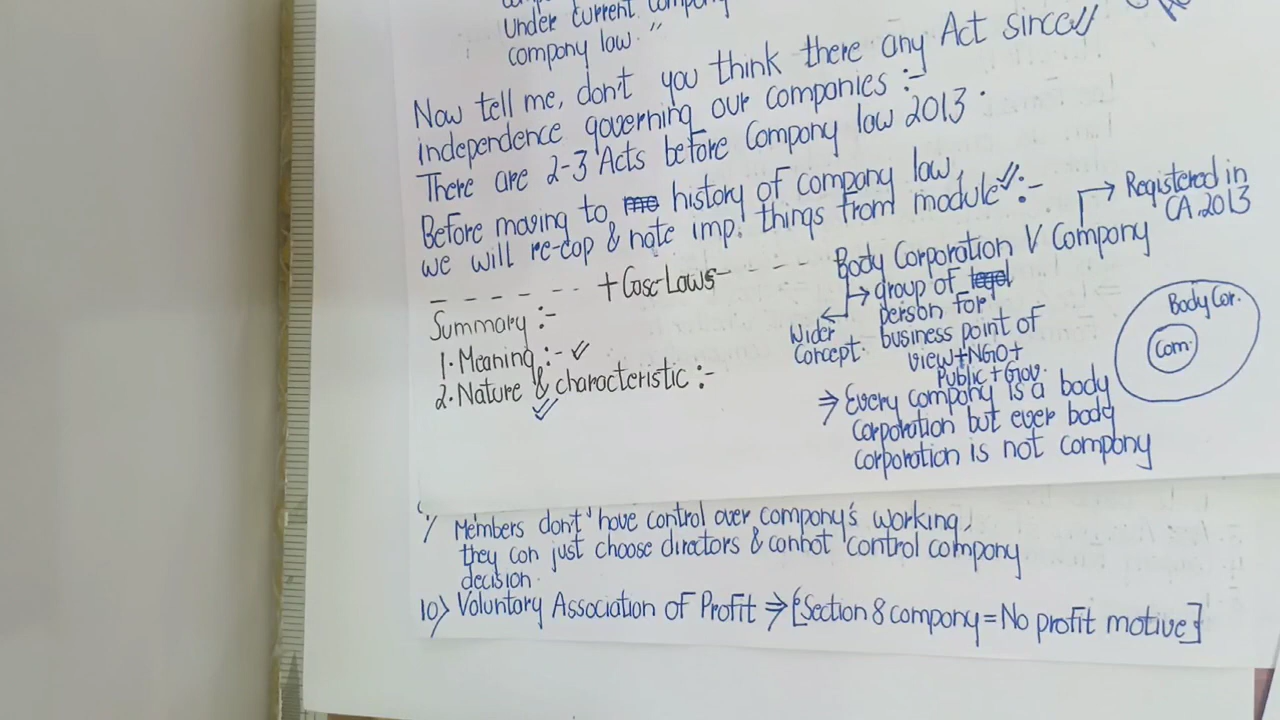 Under current company
company law."
Now tell me, don't you think there any Act since
independence governing our companies :-
There are 2-3 Acts before Company law 2013.
Before moving to history of company law,
we will re-cap & note imp. things from module :-
+ Case Laws
Summary :-
1. Meaning :-
2. Nature & characteristic :-
Body Corporation V Company
Registered in
CA 2013
group of
person for
business point of
view+NGO+
Public + Gov.
Wider
Concept.
Body Cor.
Com.
⇒ Every company is a body
corporation but ever body
corporation is not company
Members don't have control over company's working,
they can just choose directors & cannot control company
decision.
10) Voluntary Association of Profit ⇒ [Section 8 company = No profit motive]